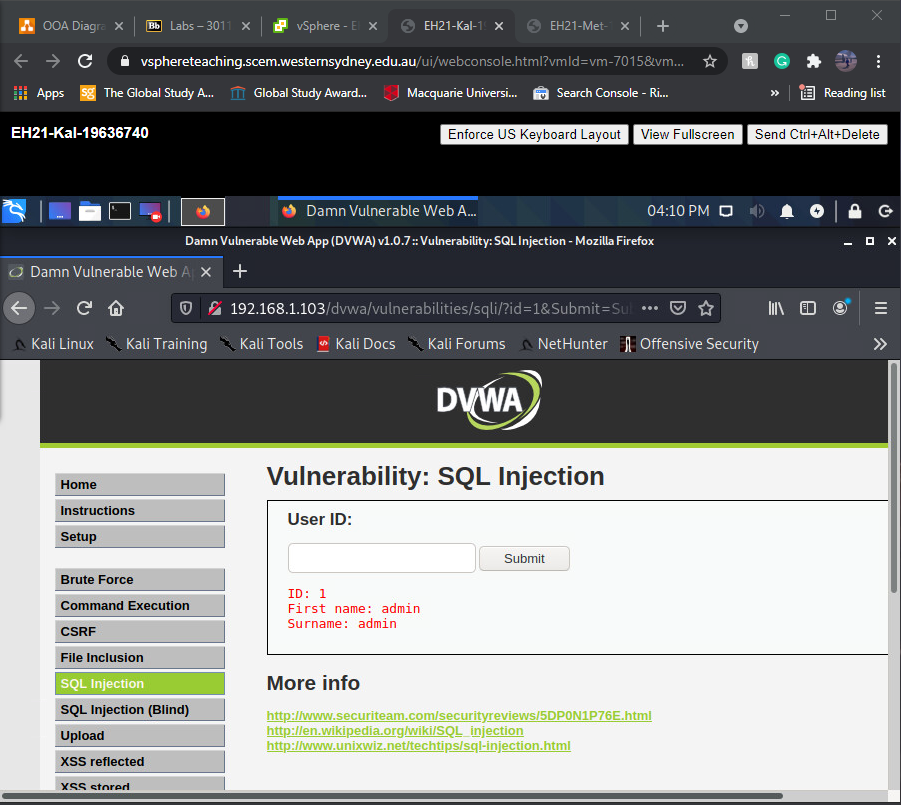 OOA Diagra
Bb Labs – 3011
vSphere - E
EH21-Kal-1
EH21-Met-
vsphereteaching.scem.westernsydney.edu.au/ui/webconsole.html?vmId=vm-7015&vm...
Apps
SG The Global Study A...
Global Study Award...
Macquarie Universi...
Search Console - Ri...
»
Reading list
EH21-Kal-19636740
Enforce US Keyboard Layout
View Fullscreen
Send Ctrl+Alt+Delete
Damn Vulnerable Web A...
04:10 PM
Damn Vulnerable Web App (DVWA) v1.0.7 :: Vulnerability: SQL Injection - Mozilla Firefox
Damn Vulnerable Web Ap
192.168.1.103/dvwa/vulnerabilities/sqli/?id=1&Submit=Sub
Kali Linux
Kali Training
Kali Tools
Kali Docs
Kali Forums
NetHunter
Offensive Security
DVWA
Home
Instructions
Setup
Brute Force
Command Execution
CSRF
File Inclusion
SQL Injection
SQL Injection (Blind)
Upload
XSS reflected
XSS stored
Vulnerability: SQL Injection
User ID:
Submit
ID: 1
First name: admin
Surname: admin
More info
http://www.securiteam.com/securityreviews/5DP0N1P76E.html
http://en.wikipedia.org/wiki/SQL_injection
http://www.unixwiz.net/techtips/sql-injection.html